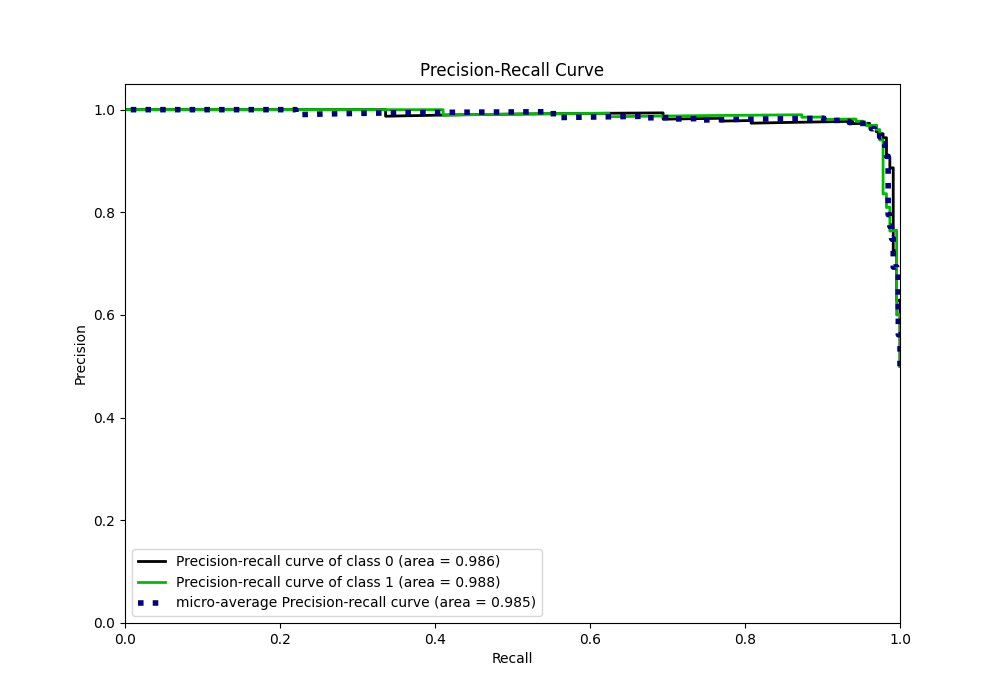 Precision-Recall Curve
1.0
0.8
0.6
0.4
0.2
0.0
Precision
Precision-recall curve of class 0 (area = 0.986)
Precision-recall curve of class 1 (area = 0.988)
micro-average Precision-recall curve (area = 0.985)
0.0 0.2 0.4 0.6 0.8 1.0
Recall